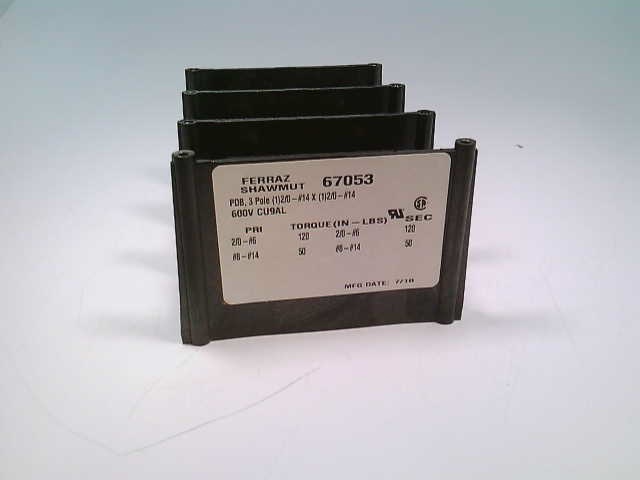 FERRAZ SHAWMUT 67053
PDB, 3 Pole (1)2/0-#14 X (1)2/0-#14
600V CU9AL
PRI TORQUE(IN-LBS) SEC
2/0-#6 120 2/0-#6 120
#8-#14 50 #8-#14 50
MFG DATE: 7/18